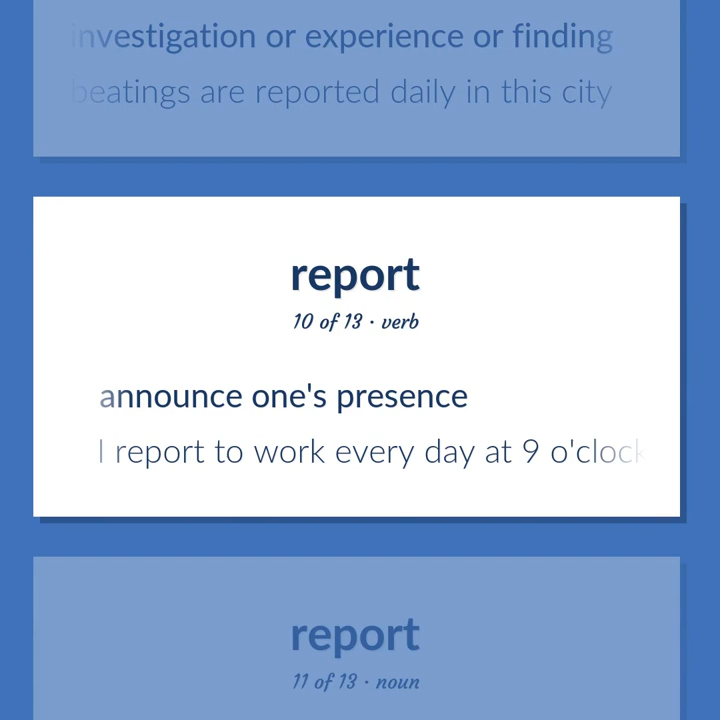 investigation or experience or finding
beatings are reported daily in this city
report
10 of 13 · verb
announce one's presence
I report to work every day at 9 o'clock
report
11 of 13 · noun